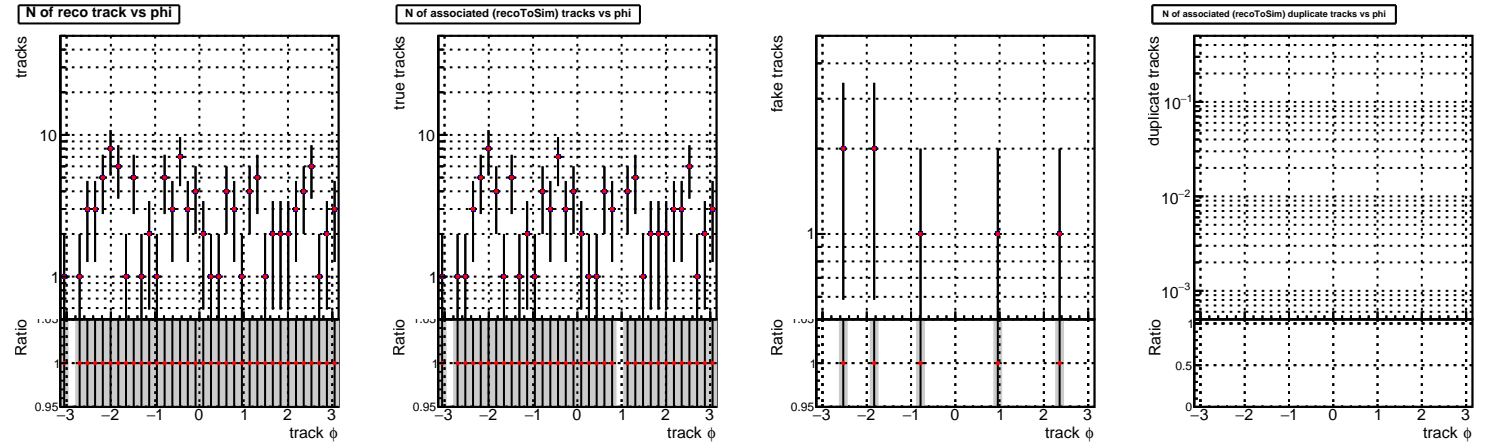 N of reco track vs phi
tracks
10
1
Ratio
1.05
1
0.95
−3 −2 −1 0 1 2 3
track ϕ
N of associated (recoToSim) tracks vs phi
true tracks
10
1
Ratio
1.05
1
0.95
−3 −2 −1 0 1 2 3
track ϕ
fake tracks
1
Ratio
1.05
1
0.95
−3 −2 −1 0 1 2 3
track ϕ
N of associated (recoToSim) duplicate tracks vs phi
duplicate tracks
10−1
10−2
10−3
Ratio
1
0.5
0
−3 −2 −1 0 1 2 3
track ϕ